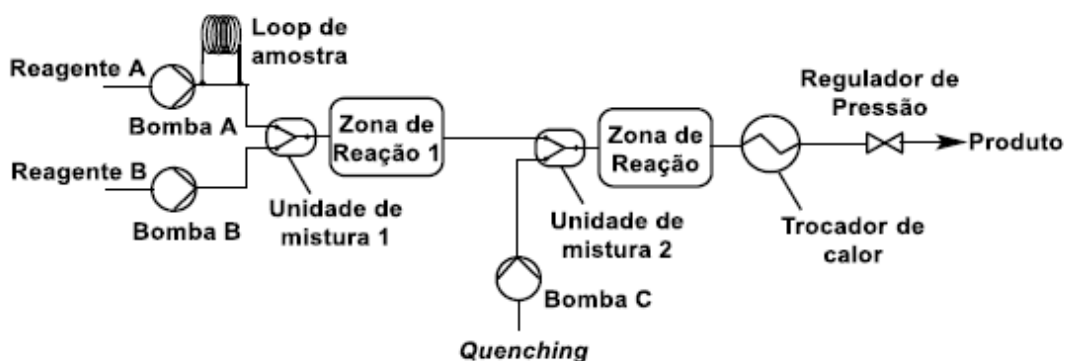 Loop de
amostra
Reagente A
Bomba A
Reagente B
Bomba B
Unidade de
mistura 1
Zona de
Reação 1
Unidade de
mistura 2
Bomba C
Quenching
Zona de
Reação
Trocador de
calor
Regulador de
Pressão
Produto